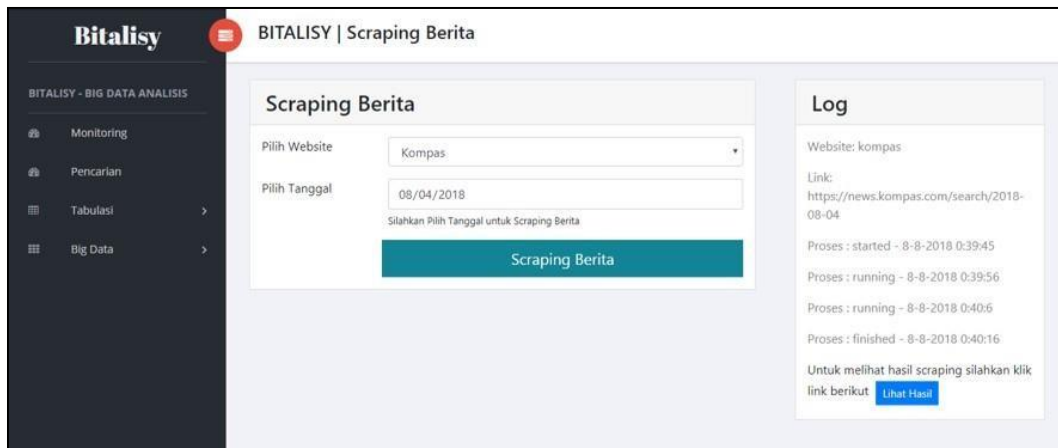 Bitalisy
BITALISY - BIG DATA ANALISIS
Monitoring
Pencarian
Tabulasi
Big Data
BITALISY | Scraping Berita
Scraping Berita
Pilih Website
Kompas
Pilih Tanggal
08/04/2018
Silahkan Pilih Tanggal untuk Scraping Berita
Scraping Berita
Log
Website: kompas
Link:
https://news.kompas.com/search/2018-
08-04
Proses : started - 8-8-2018 0:39:45
Proses : running - 8-8-2018 0:39:56
Proses : running - 8-8-2018 0:40:6
Proses : finished - 8-8-2018 0:40:16
Untuk melihat hasil scraping silahkan klik
link berikut Lihat Hasil